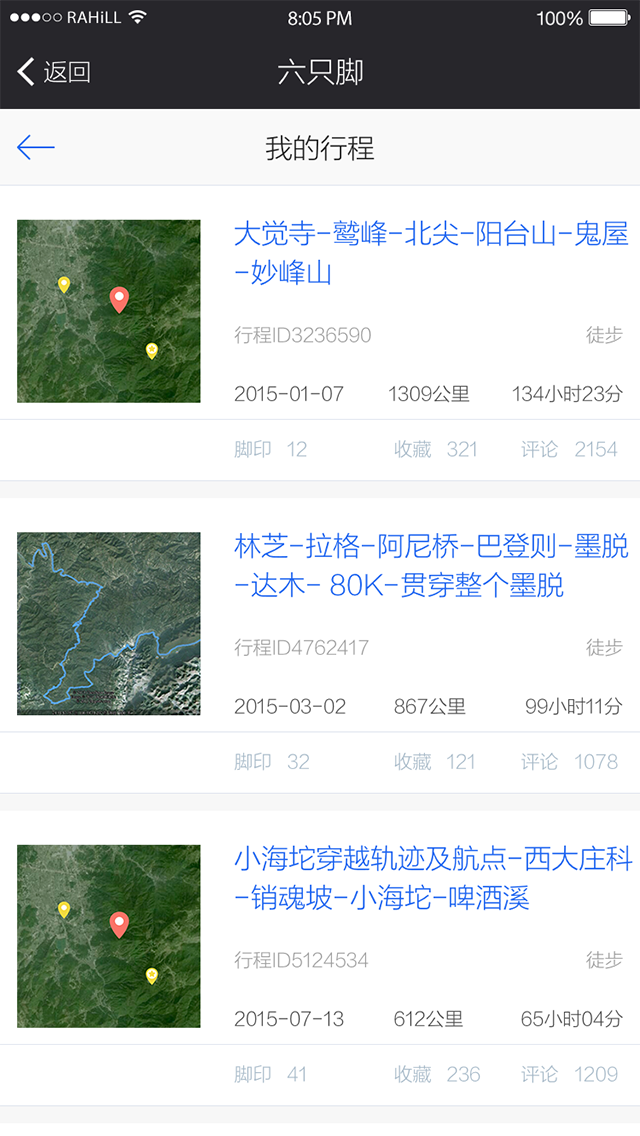 RAHiLL 8:05 PM 100%
返回 六只脚
我的行程
大觉寺-鹫峰-北尖-阳台山-鬼屋
-妙峰山
行程ID3236590 徒步
2015-01-07 1309公里 134小时23分
脚印 12 收藏 321 评论 2154
林芝-拉格-阿尼桥-巴登则-墨脱
-达木- 80K-贯穿整个墨脱
行程ID4762417 徒步
2015-03-02 867公里 99小时11分
脚印 32 收藏 121 评论 1078
小海坨穿越轨迹及航点-西大庄科
-销魂坡-小海坨-啤酒溪
行程ID5124534 徒步
2015-07-13 612公里 65小时04分
脚印 41 收藏 236 评论 1209